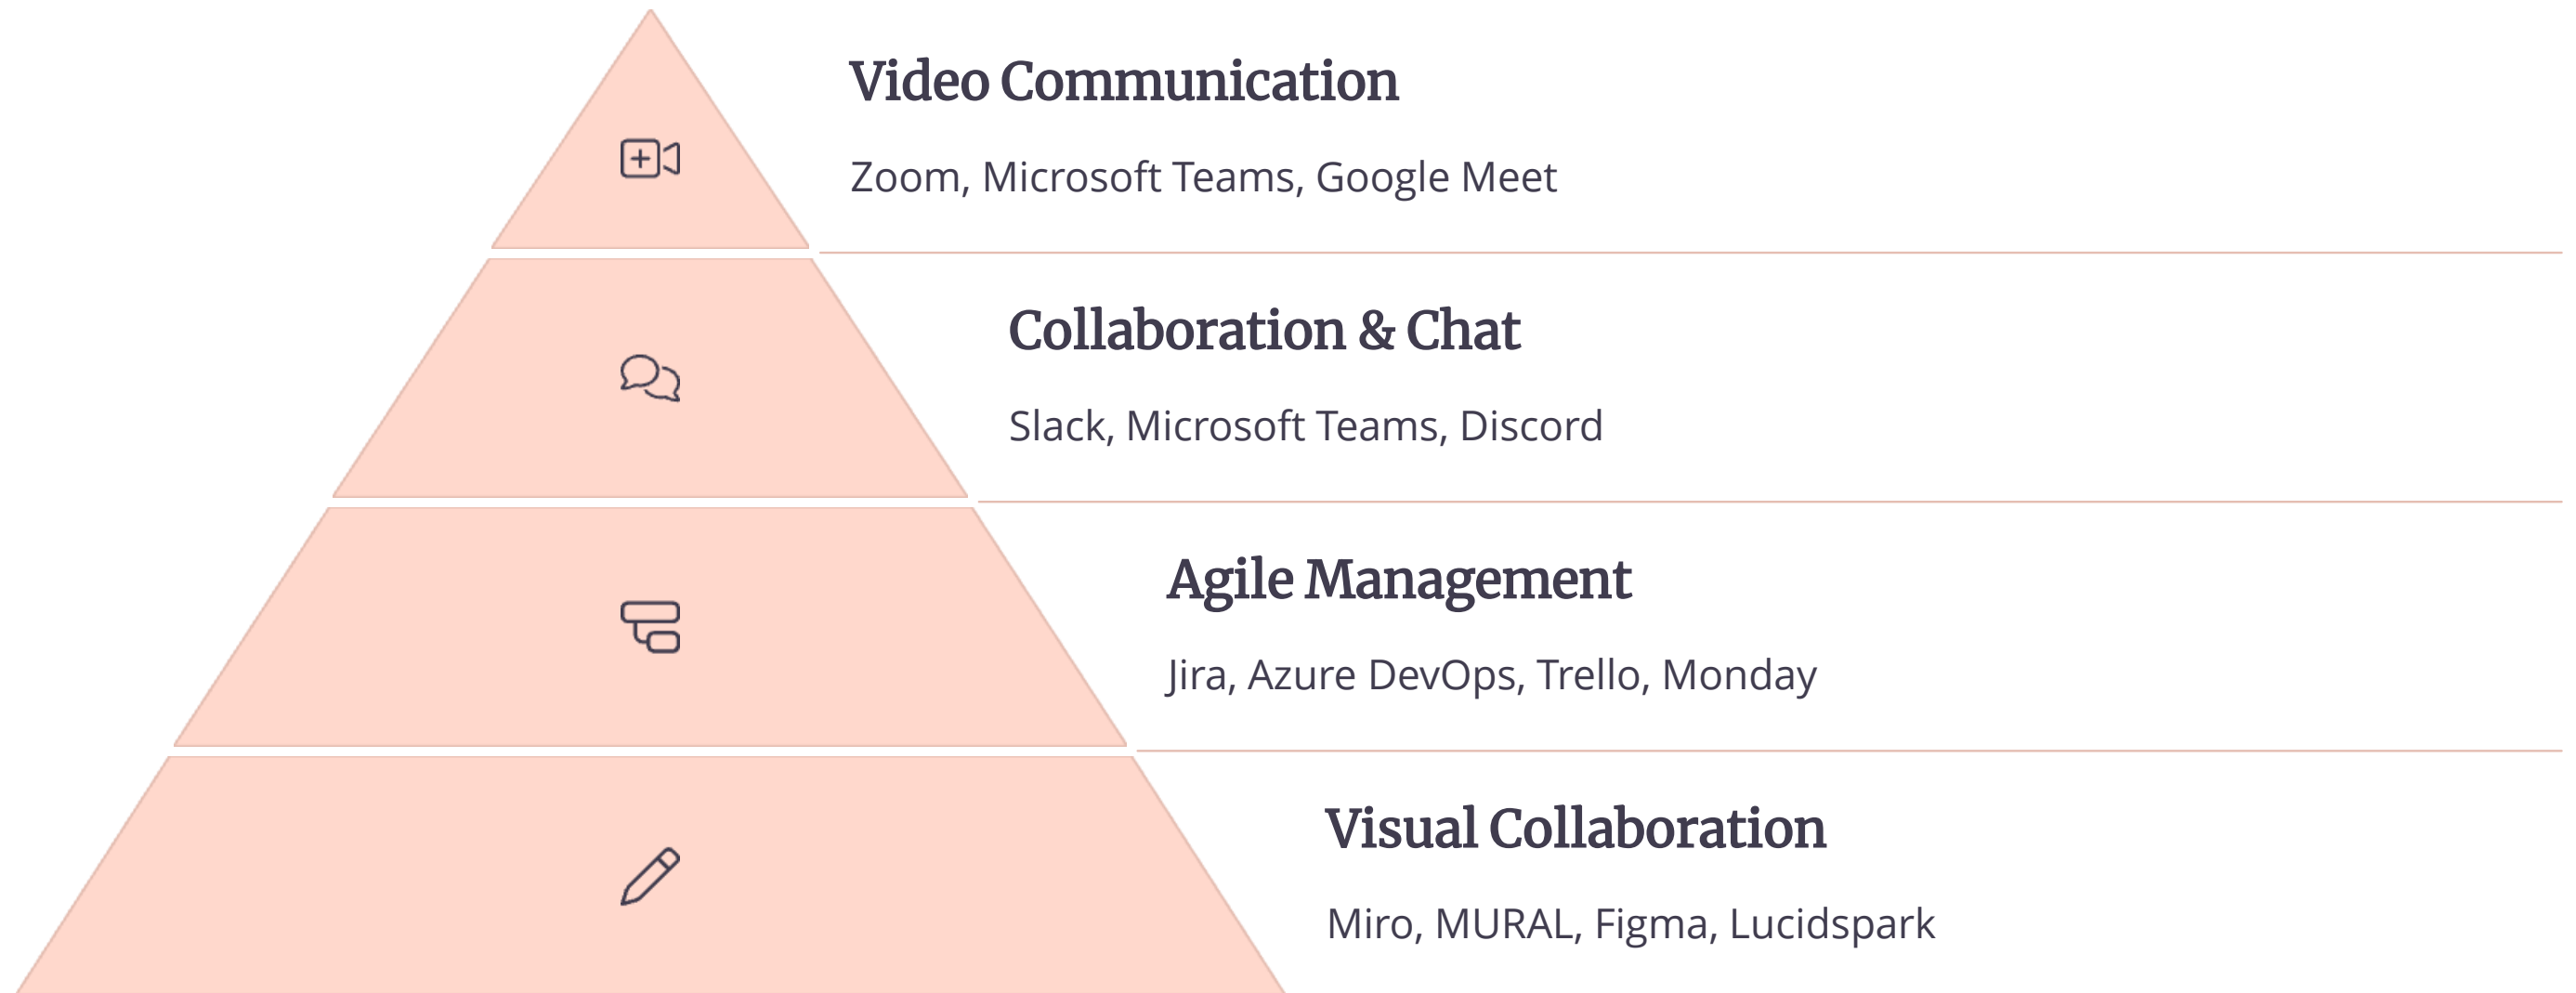 Video Communication
Zoom, Microsoft Teams, Google Meet
Collaboration & Chat
Slack, Microsoft Teams, Discord
Agile Management
Jira, Azure DevOps, Trello, Monday
Visual Collaboration
Miro, MURAL, Figma, Lucidspark